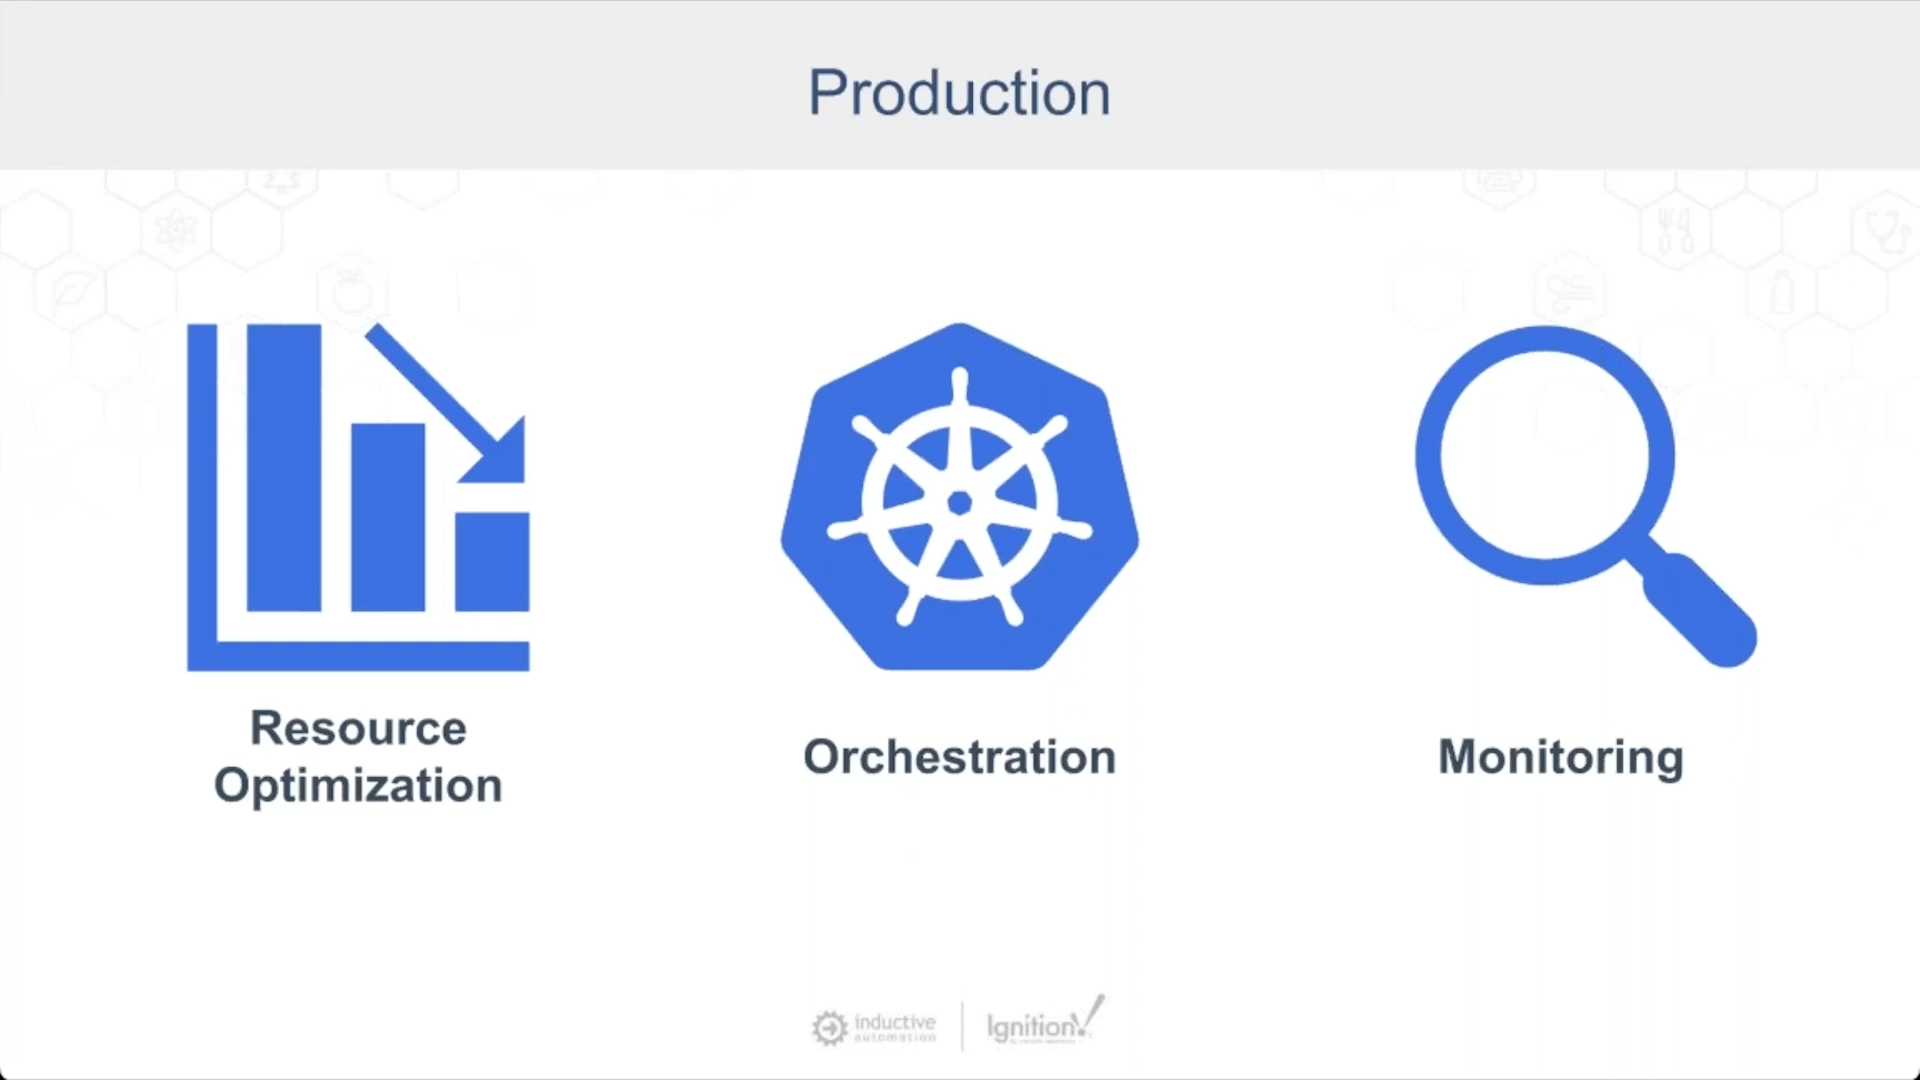 Production
Resource
Optimization
Orchestration
Monitoring
inductive
automation
Ignition!